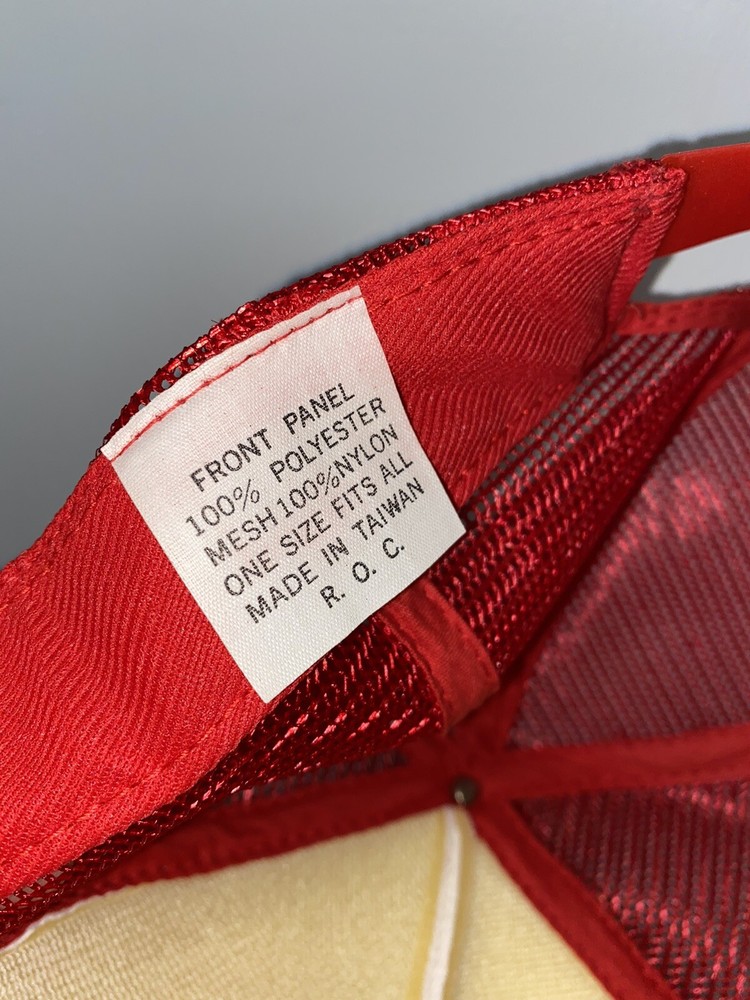 FRONT PANEL
100% POLYESTER
MESH 100% NYLON
ONE SIZE FITS ALL
MADE IN TAIWAN
R. O. C.